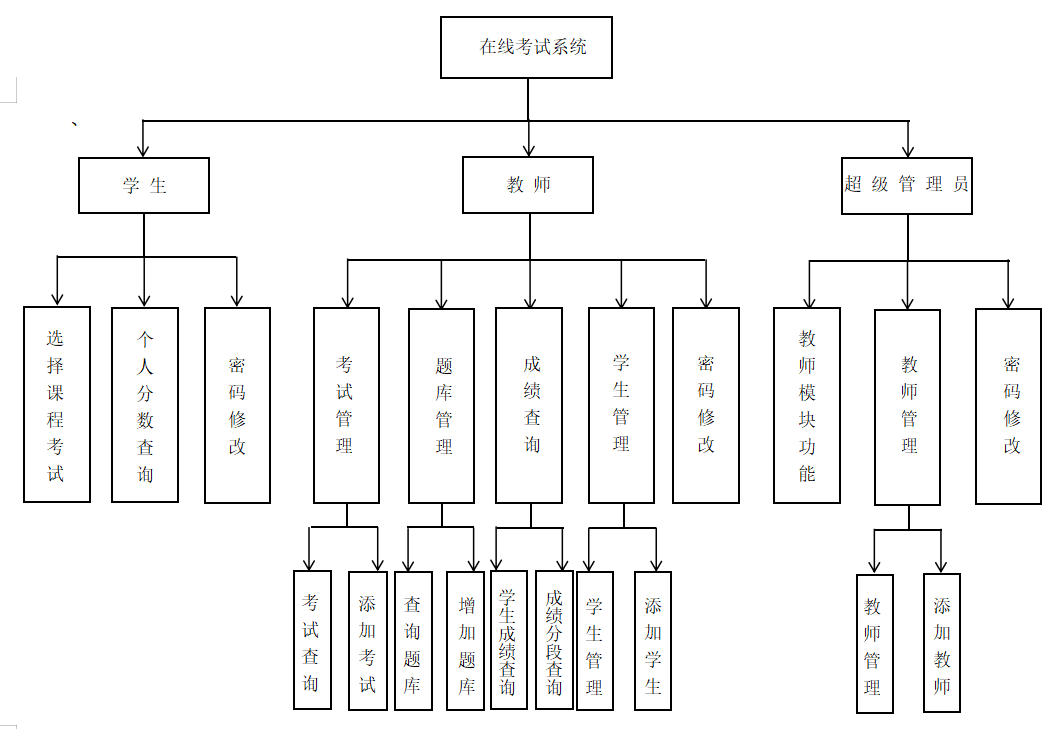 在线考试系统
、
学 生
教 师
超 级 管 理 员
选择课程考试
个人分数查询
密码修改
考试管理
题库管理
成绩查询
学生管理
密码修改
教师模块功能
教师管理
密码修改
考试查询
添加考试
查询题库
增加题库
学生成绩查询
成绩分段查询
学生管理
添加学生
教师管理
添加教师